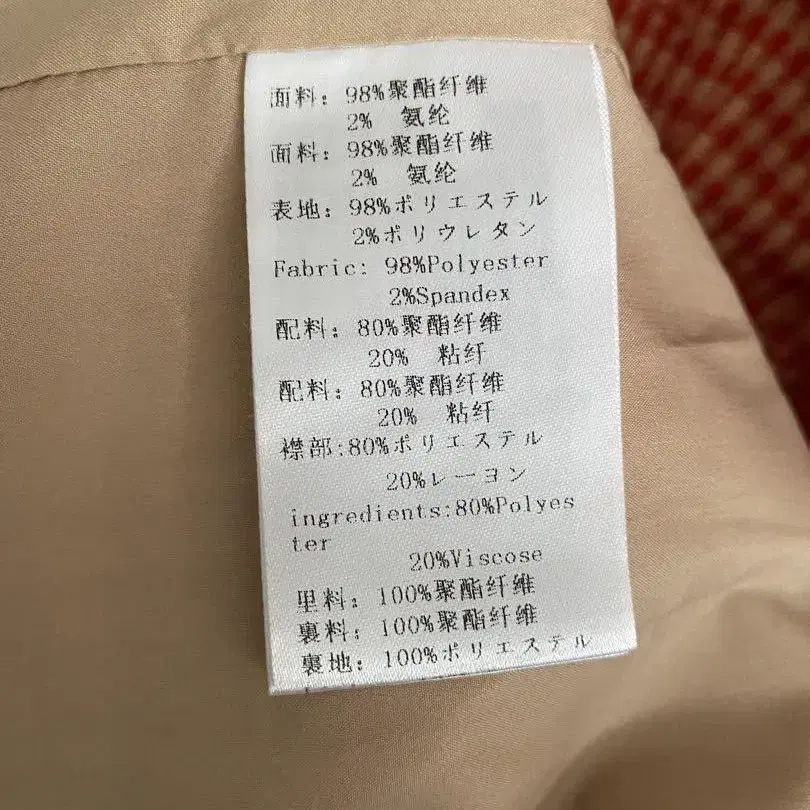 面料: 98%聚酯纤维
2% 氨纶
面料: 98%聚酯纤维
2% 氨纶
表地: 98%ポリエステル
2%ポリウレタン
Fabric: 98%Polyester
2%Spandex
配料: 80%聚酯纤维
20% 粘纤
配料: 80%聚酯纤维
20% 粘纤
襟部:80%ポリエステル
20%レーヨン
ingredients:80%Polyes
ter
20%Viscose
里料: 100%聚酯纤维
裏料: 100%聚酯纤维
裏地: 100%ポリエステル